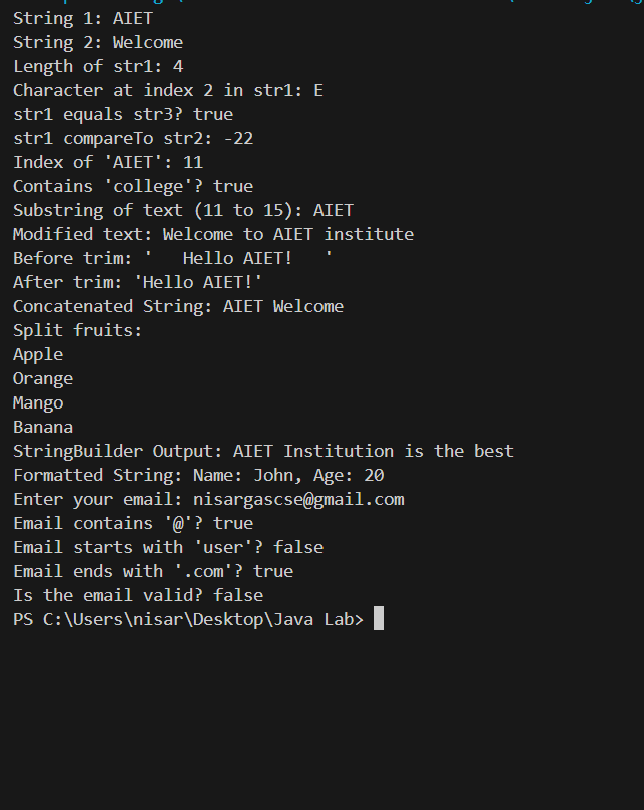 String 1: AIET
String 2: Welcome
Length of str1: 4
Character at index 2 in str1: E
str1 equals str3? true
str1 compareTo str2: -22
Index of 'AIET': 11
Contains 'college'? true
Substring of text (11 to 15): AIET
Modified text: Welcome to AIET institute
Before trim: '   Hello AIET!   '
After trim: 'Hello AIET!'
Concatenated String: AIET Welcome
Split fruits:
Apple
Orange
Mango
Banana
StringBuilder Output: AIET Institution is the best
Formatted String: Name: John, Age: 20
Enter your email: nisargascse@gmail.com
Email contains '@'? true
Email starts with 'user'? false
Email ends with '.com'? true
Is the email valid? false
PS C:\Users\nisar\Desktop\Java Lab>